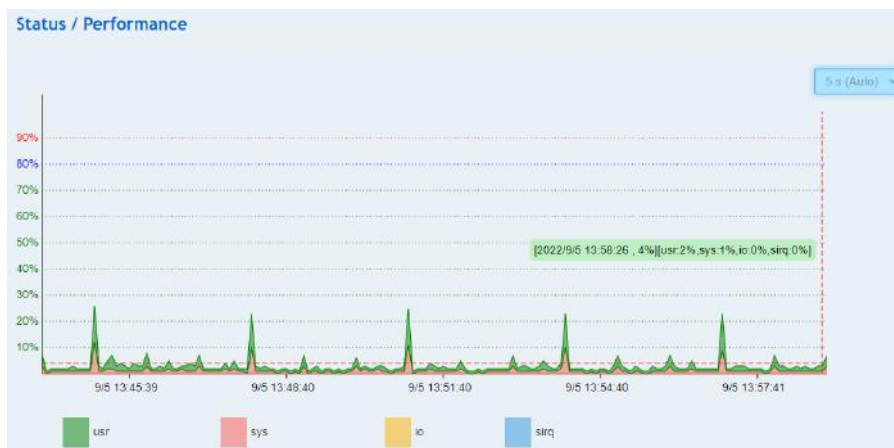 Status / Performance
5 s (Auto)
90%
80%
70%
60%
50%
40%
30%
20%
10%
[2022/9/5 13:58:26 , 4%][usr:2%,sys:1%,io:0%,sirq:0%]
9/5 13:45:39
9/5 13:48:40
9/5 13:51:40
9/5 13:54:40
9/5 13:57:41
usr
sys
io
sirq